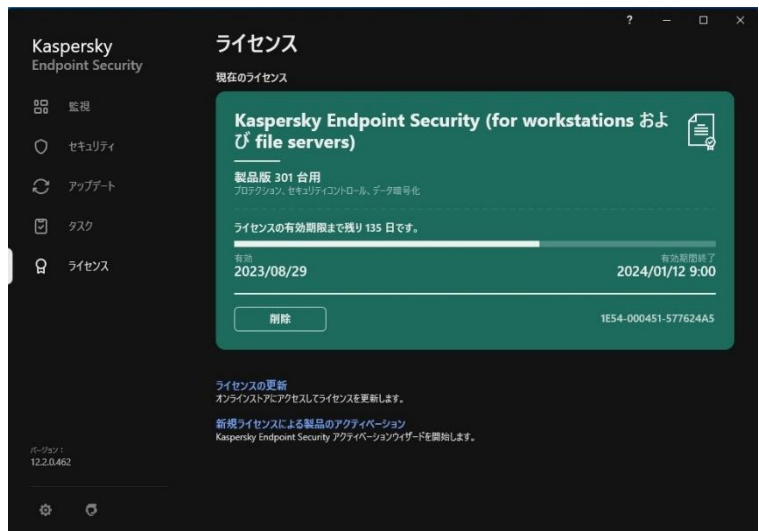 ?
Kaspersky
Endpoint Security
監視
セキュリティ
アップデート
タスク
ライセンス
バージョン :
12.2.0.462
ライセンス
現在のライセンス
Kaspersky Endpoint Security (for workstations およ
び file servers)
製品版 301 台用
プロテクション、セキュリティコントロール、データ暗号化
ライセンスの有効期限まで残り 135 日です。
有効
2023/08/29
有効期間終了
2024/01/12 9:00
削除
1E54-000451-577624A5
ライセンスの更新
オンラインストアにアクセスしてライセンスを更新します。
新規ライセンスによる製品のアクティベーション
Kaspersky Endpoint Security アクティベーションウィザードを開始します。